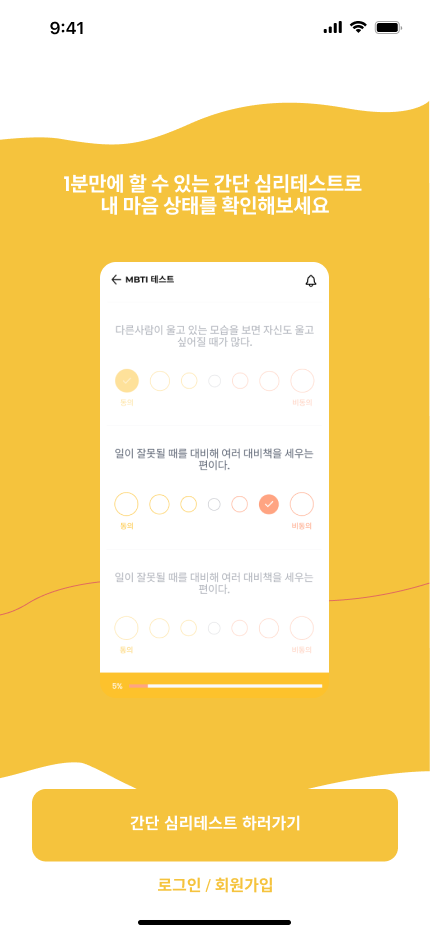 9:41
1분만에 할 수 있는 간단 심리테스트로
내 마음 상태를 확인해보세요
MBTI 테스트
다른사람이 울고 있는 모습을 보면 자신도 울고
싶어질 때가 많다.
동의 비동의
일이 잘못될 때를 대비해 여러 대비책을 세우는
편이다.
동의 비동의
일이 잘못될 때를 대비해 여러 대비책을 세우는
편이다.
동의 비동의
5%
간단 심리테스트 하러가기
로그인 / 회원가입